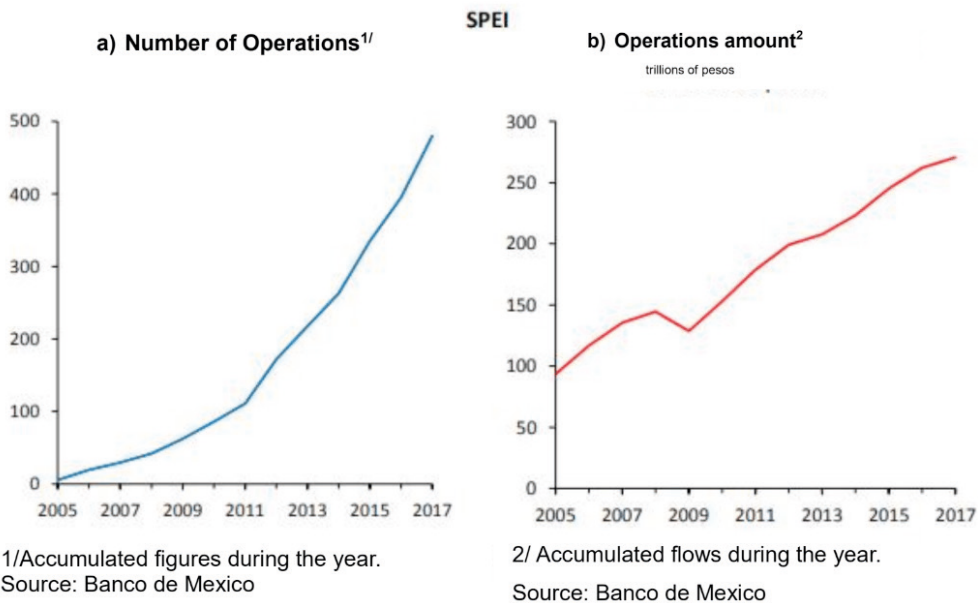 SPEI
a) Number of Operations1/
500
400
300
200
100
0
2005 2007 2009 2011 2013 2015 2017
1/Accumulated figures during the year.
Source: Banco de Mexico
b) Operations amount2
trillions of pesos
300
250
200
150
100
50
0
2005 2007 2009 2011 2013 2015 2017
2/ Accumulated flows during the year.
Source: Banco de Mexico